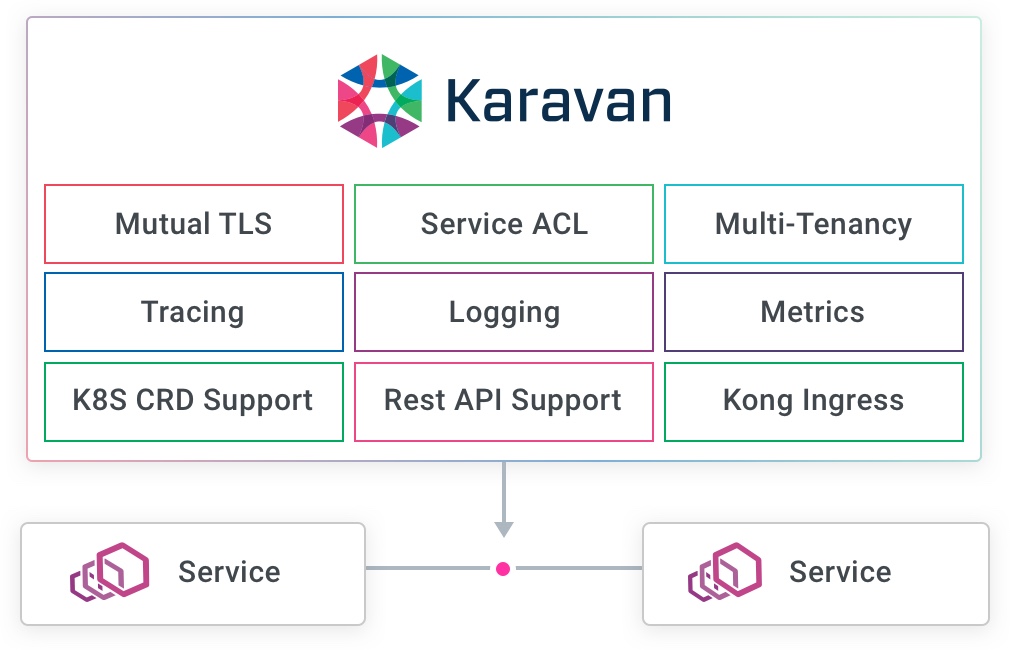 Karavan
Mutual TLS
Service ACL
Multi-Tenancy
Tracing
Logging
Metrics
K8S CRD Support
Rest API Support
Kong Ingress
Service
Service